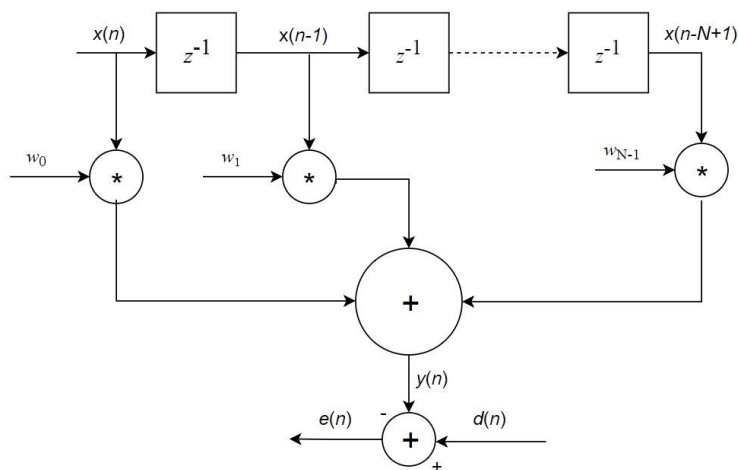 x(n) z⁻¹ x(n-1) z⁻¹ z⁻¹ x(n-N+1)
w₀ * w₁ * w_N-1 *
+
y(n)
-
e(n) + d(n)
+